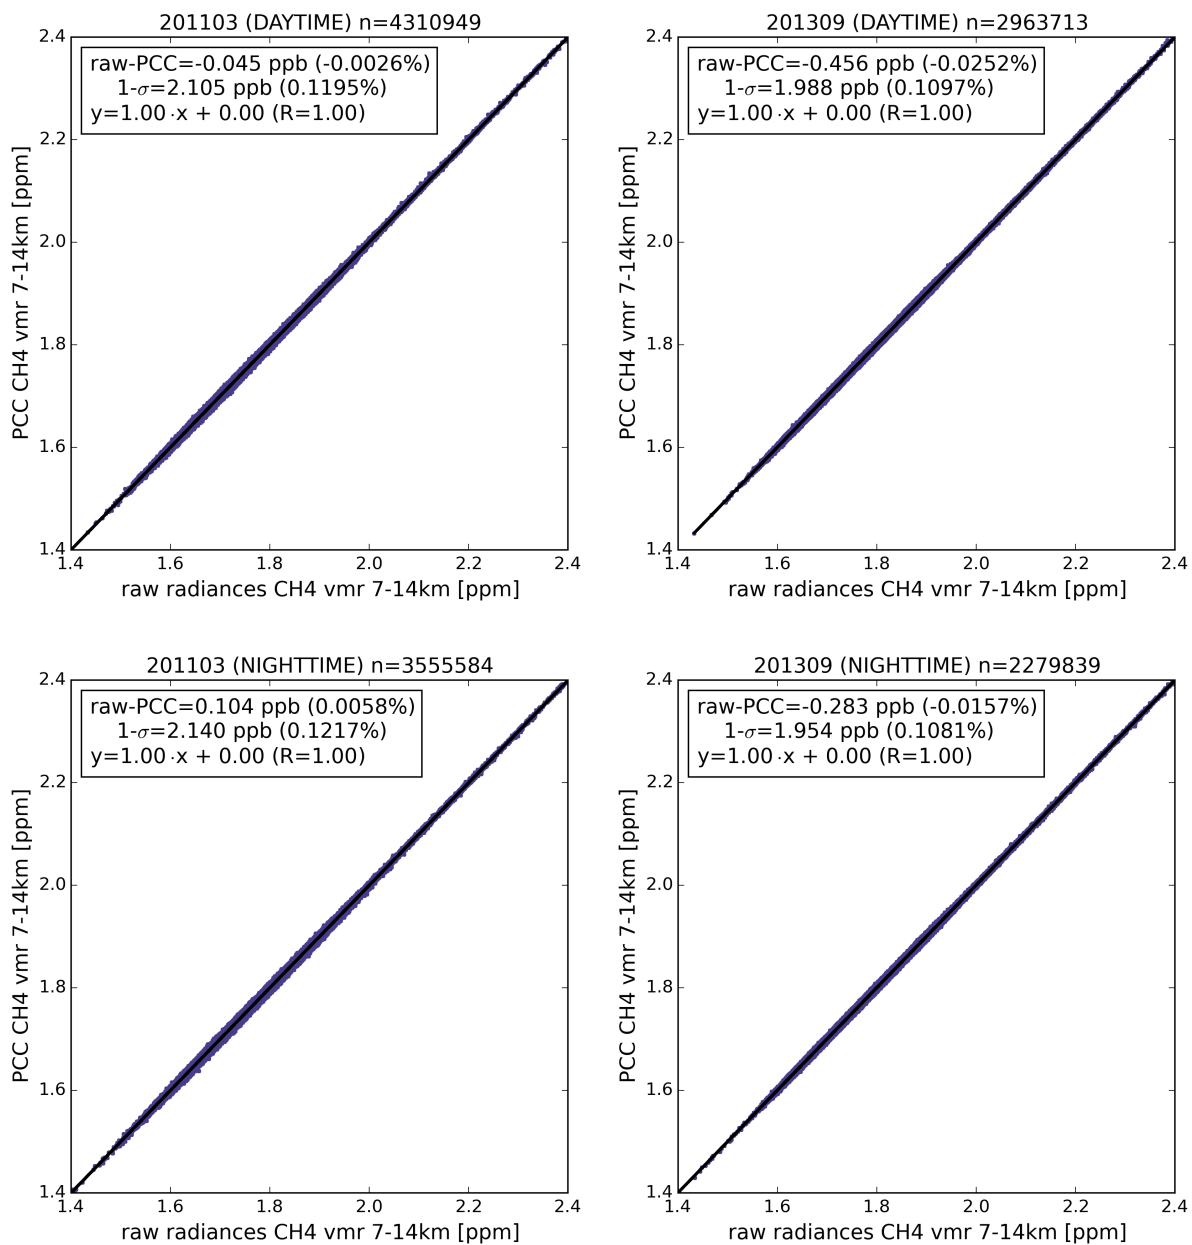 201103 (DAYTIME) n=4310949
raw-PCC=-0.045 ppb (-0.0026%)
1-σ=2.105 ppb (0.1195%)
y=1.00·x + 0.00 (R=1.00)
PCC CH4 vmr 7-14km [ppm]
2.4
2.2
2.0
1.8
1.6
1.4
1.4 1.6 1.8 2.0 2.2 2.4
raw radiances CH4 vmr 7-14km [ppm]
201309 (DAYTIME) n=2963713
raw-PCC=-0.456 ppb (-0.0252%)
1-σ=1.988 ppb (0.1097%)
y=1.00·x + 0.00 (R=1.00)
PCC CH4 vmr 7-14km [ppm]
2.4
2.2
2.0
1.8
1.6
1.4
1.4 1.6 1.8 2.0 2.2 2.4
raw radiances CH4 vmr 7-14km [ppm]
201103 (NIGHTTIME) n=3555584
raw-PCC=0.104 ppb (0.0058%)
1-σ=2.140 ppb (0.1217%)
y=1.00·x + 0.00 (R=1.00)
PCC CH4 vmr 7-14km [ppm]
2.4
2.2
2.0
1.8
1.6
1.4
1.4 1.6 1.8 2.0 2.2 2.4
raw radiances CH4 vmr 7-14km [ppm]
201309 (NIGHTTIME) n=2279839
raw-PCC=-0.283 ppb (-0.0157%)
1-σ=1.954 ppb (0.1081%)
y=1.00·x + 0.00 (R=1.00)
PCC CH4 vmr 7-14km [ppm]
2.4
2.2
2.0
1.8
1.6
1.4
1.4 1.6 1.8 2.0 2.2 2.4
raw radiances CH4 vmr 7-14km [ppm]